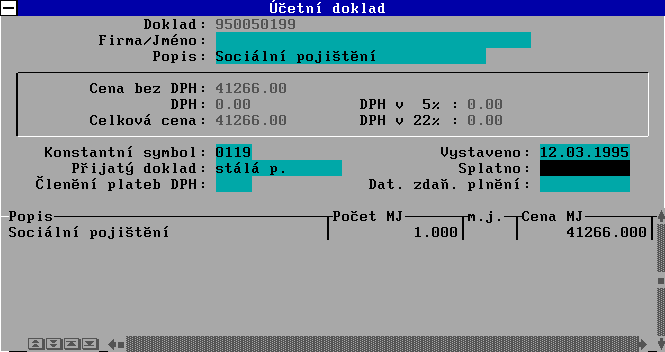 Účetní doklad
Doklad: 950050199
Firma/Jméno:
Popis: Sociální pojištění
Cena bez DPH: 41266.00
DPH: 0.00 DPH v 5% : 0.00
Celková cena: 41266.00 DPH v 22% : 0.00
Konstantní symbol: 0119 Vystaveno: 12.03.1995
Přijatý doklad: stálá p. Splatno:
Členění plateb DPH: Dat. zdaň. plnění:
Popis Počet MJ m.j. Cena MJ
Sociální pojištění 1.000 41266.000